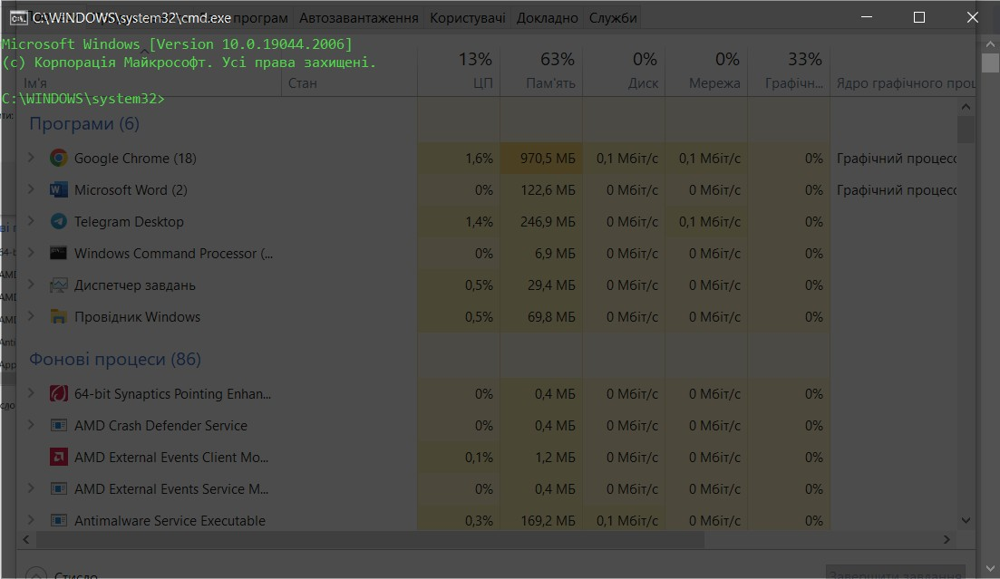 C:\WINDOWS\system32\cmd.exe
програм Автозавантаження Користувачі Докладно Служби
Microsoft Windows [Version 10.0.19044.2006]
(c) Корпорація Майкрософт. Усі права захищені.
13% 63% 0% 0% 33%
Ім'я Стан ЦП Пам'ять Диск Мережа Графічн... Ядро графічного проц
C:\WINDOWS\system32>
Програми (6)
Google Chrome (18) 1,6% 970,5 МБ 0,1 Мбіт/с 0,1 Мбіт/с 0% Графічний процесс
Microsoft Word (2) 0% 122,6 МБ 0 Мбіт/с 0 Мбіт/с 0% Графічний процесс
Telegram Desktop 1,4% 246,9 МБ 0 Мбіт/с 0,1 Мбіт/с 0%
Windows Command Processor (... 0% 6,9 МБ 0 Мбіт/с 0 Мбіт/с 0%
Диспетчер завдань 0,5% 29,4 МБ 0 Мбіт/с 0 Мбіт/с 0%
Провідник Windows 0,5% 69,8 МБ 0 Мбіт/с 0 Мбіт/с 0%
Фонові процеси (86)
64-bit Synaptics Pointing Enhan... 0% 0,4 МБ 0 Мбіт/с 0 Мбіт/с 0%
AMD Crash Defender Service 0% 0,4 МБ 0 Мбіт/с 0 Мбіт/с 0%
AMD External Events Client Mo... 0,1% 1,2 МБ 0 Мбіт/с 0 Мбіт/с 0%
AMD External Events Service M... 0% 0,4 МБ 0 Мбіт/с 0 Мбіт/с 0%
Antimalware Service Executable 0,3% 169,2 МБ 0,1 Мбіт/с 0 Мбіт/с 0%
Стисло Завершити завдання